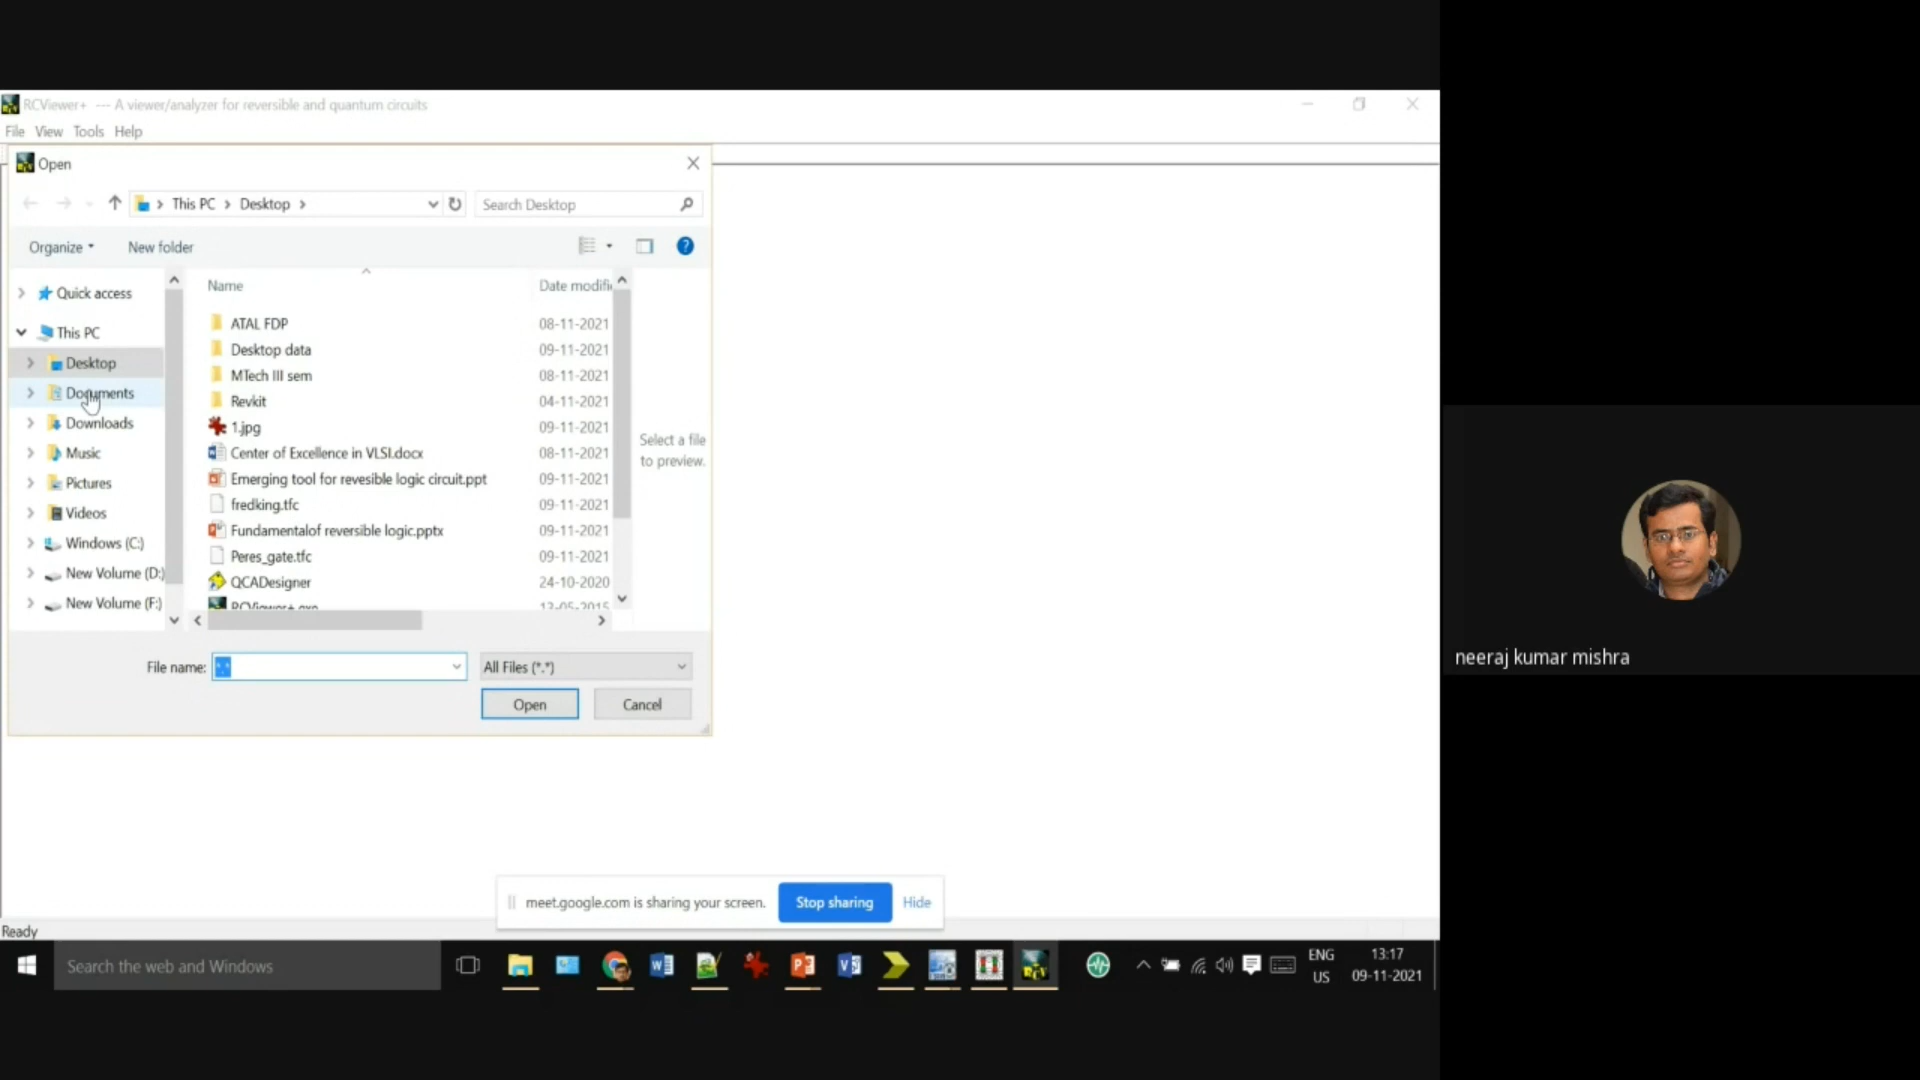 RCViewer+ --- A viewer/analyzer for reversible and quantum circuits
File View Tools Help
Open
This PC > Desktop >
Search Desktop
Organize
New folder
Quick access
This PC
Desktop
Documents
Downloads
Music
Pictures
Videos
Windows (C:)
New Volume (D:)
New Volume (F:)
Name Date modifi
ATAL FDP 08-11-2021
Desktop data 09-11-2021
MTech III sem 08-11-2021
Revkit 04-11-2021
1.jpg 09-11-2021
Center of Excellence in VLSI.docx 08-11-2021
Emerging tool for revesible logic circuit.ppt 09-11-2021
fredking.tfc 09-11-2021
Fundamentalof reversible logic.pptx 09-11-2021
Peres_gate.tfc 09-11-2021
QCADesigner 24-10-2020
RCViewer+.exe 13-05-2015
Select a file
to preview.
File name: *.*
All Files (*.*)
Open
Cancel
neeraj kumar mishra
meet.google.com is sharing your screen.
Stop sharing
Hide
Ready
Search the web and Windows
ENG
US
13:17
09-11-2021